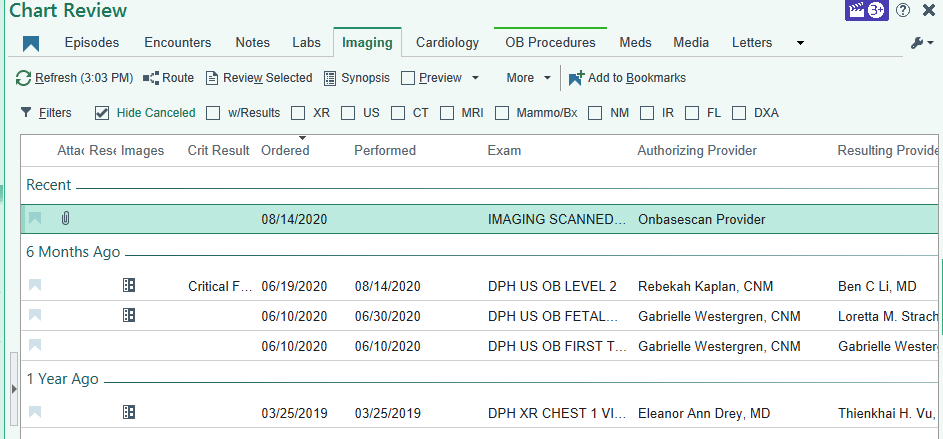 Chart Review 3+ ?
Episodes Encounters Notes Labs Imaging Cardiology OB Procedures Meds Media Letters
Refresh (3:03 PM) Route Review Selected Synopsis Preview More Add to Bookmarks
Filters Hide Canceled w/Results XR US CT MRI Mammo/Bx NM IR FL DXA
Attac Rese Images Crit Result Ordered Performed Exam Authorizing Provider Resulting Provide
Recent
08/14/2020 IMAGING SCANNED... Onbasescan Provider
6 Months Ago
Critical F... 06/19/2020 08/14/2020 DPH US OB LEVEL 2 Rebekah Kaplan, CNM Ben C Li, MD
06/10/2020 06/30/2020 DPH US OB FETAL... Gabrielle Westergren, CNM Loretta M. Strach
06/10/2020 06/10/2020 DPH US OB FIRST T... Gabrielle Westergren, CNM Gabrielle Wester
1 Year Ago
03/25/2019 03/25/2019 DPH XR CHEST 1 VI... Eleanor Ann Drey, MD Thienkhai H. Vu,